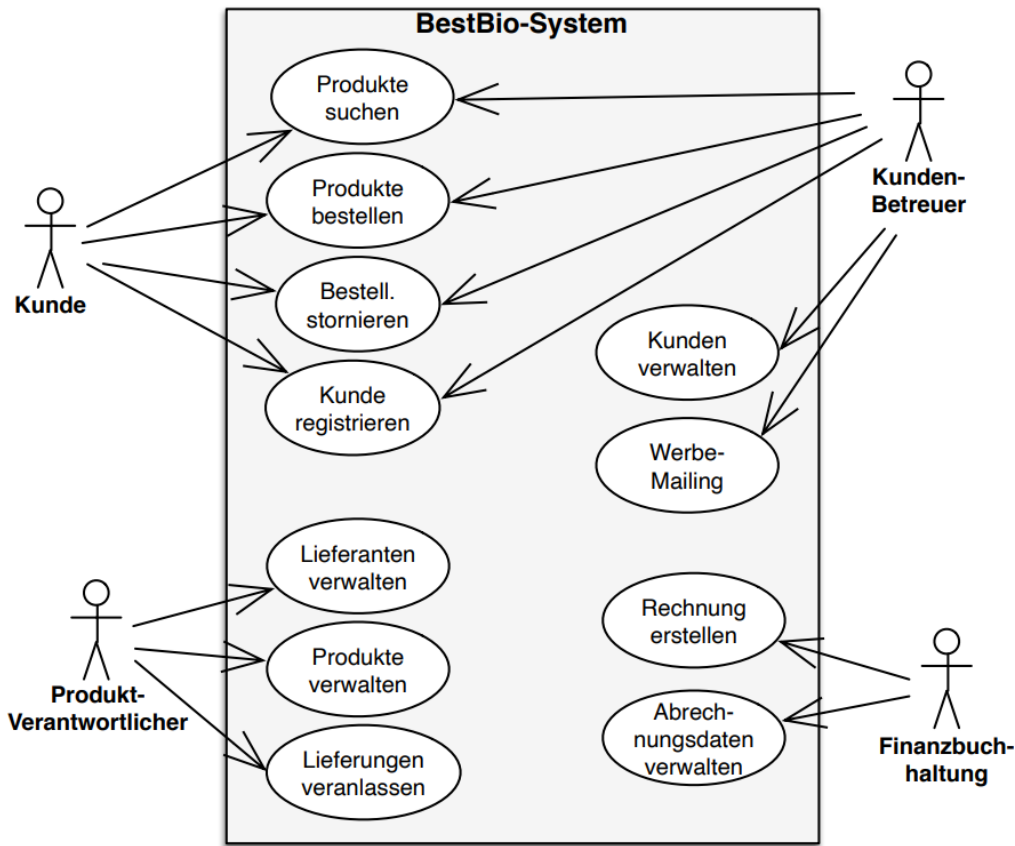 BestBio-System
Produkte
suchen
Produkte
bestellen
Bestell.
stornieren
Kunde
registrieren
Kunde
Kunden-
Betreuer
Kunden
verwalten
Werbe-
Mailing
Lieferanten
verwalten
Produkte
verwalten
Lieferungen
veranlassen
Produkt-
Verantwortlicher
Rechnung
erstellen
Abrech-
nungsdaten
verwalten
Finanzbuch-
haltung